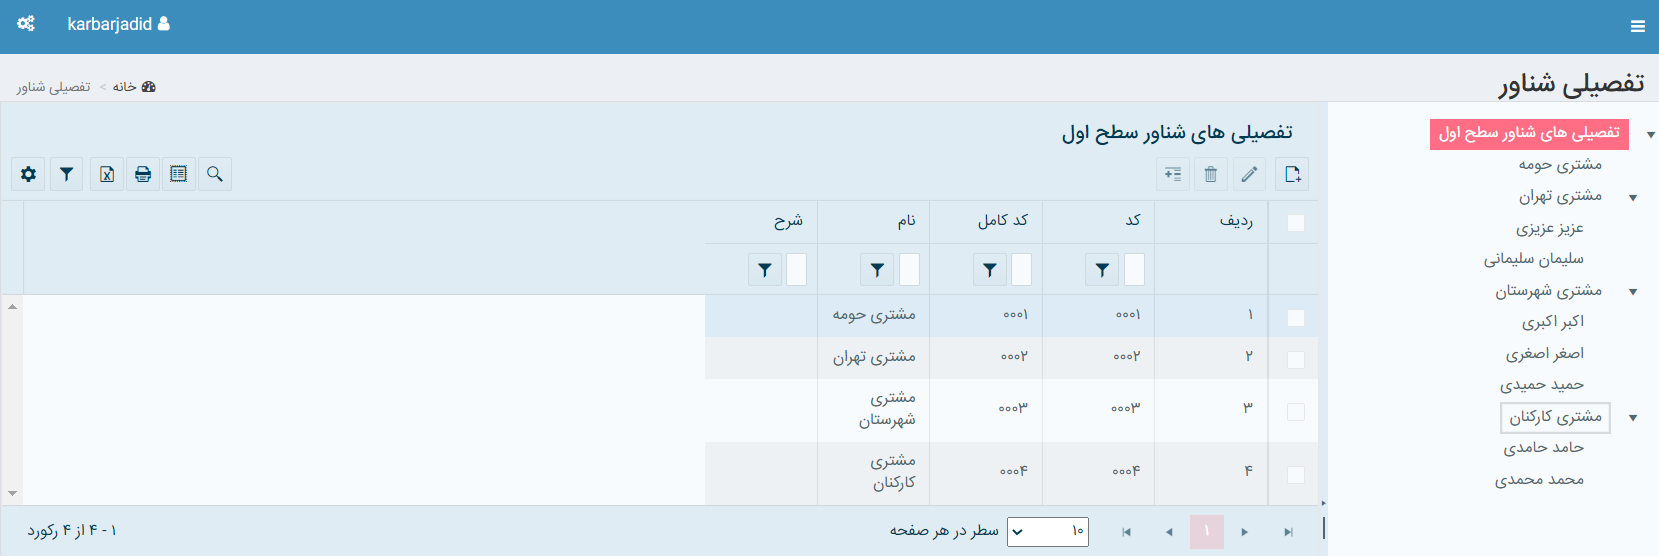 karbarjadid
تفصیلی شناور
خانه > تفصیلی شناور
تفصیلی های شناور سطح اول
مشتری حومه
مشتری تهران
عزیز عزیزی
سلیمان سلیمانی
مشتری شهرستان
اکبر اکبری
اصغر اصغری
حمید حمیدی
مشتری کارکنان
حامد حامدی
محمد محمدی
تفصیلی های شناور سطح اول
ردیف کد کد کامل نام شرح
۱ ۰۰۰۱ ۰۰۰۱ مشتری حومه
۲ ۰۰۰۲ ۰۰۰۲ مشتری تهران
۳ ۰۰۰۳ ۰۰۰۳ مشتری
شهرستان
۴ ۰۰۰۴ ۰۰۰۴ مشتری
کارکنان
۱ ۱۰ سطر در هر صفحه ۱ - ۴ از ۴ رکورد